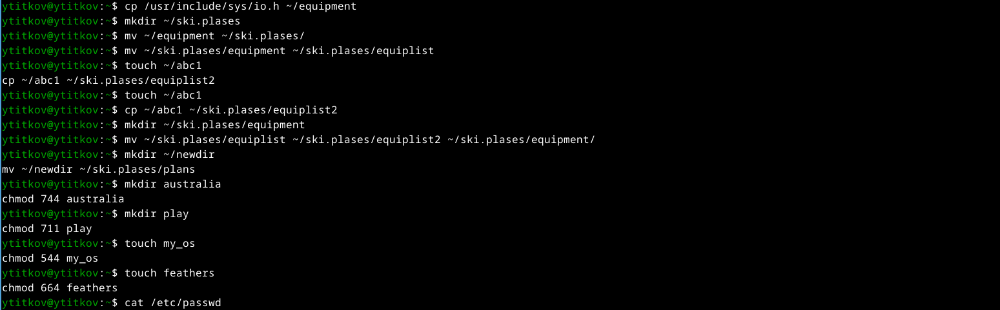 ytitkov@ytitkov:~$ cp /usr/include/sys/io.h ~/equipment
ytitkov@ytitkov:~$ mkdir ~/ski.plases
ytitkov@ytitkov:~$ mv ~/equipment ~/ski.plases/
ytitkov@ytitkov:~$ mv ~/ski.plases/equipment ~/ski.plases/equiplist
ytitkov@ytitkov:~$ touch ~/abc1
cp ~/abc1 ~/ski.plases/equiplist2
ytitkov@ytitkov:~$ touch ~/abc1
ytitkov@ytitkov:~$ cp ~/abc1 ~/ski.plases/equiplist2
ytitkov@ytitkov:~$ mkdir ~/ski.plases/equipment
ytitkov@ytitkov:~$ mv ~/ski.plases/equiplist ~/ski.plases/equiplist2 ~/ski.plases/equipment/
ytitkov@ytitkov:~$ mkdir ~/newdir
mv ~/newdir ~/ski.plases/plans
ytitkov@ytitkov:~$ mkdir australia
chmod 744 australia
ytitkov@ytitkov:~$ mkdir play
chmod 711 play
ytitkov@ytitkov:~$ touch my_os
chmod 544 my_os
ytitkov@ytitkov:~$ touch feathers
chmod 664 feathers
ytitkov@ytitkov:~$ cat /etc/passwd